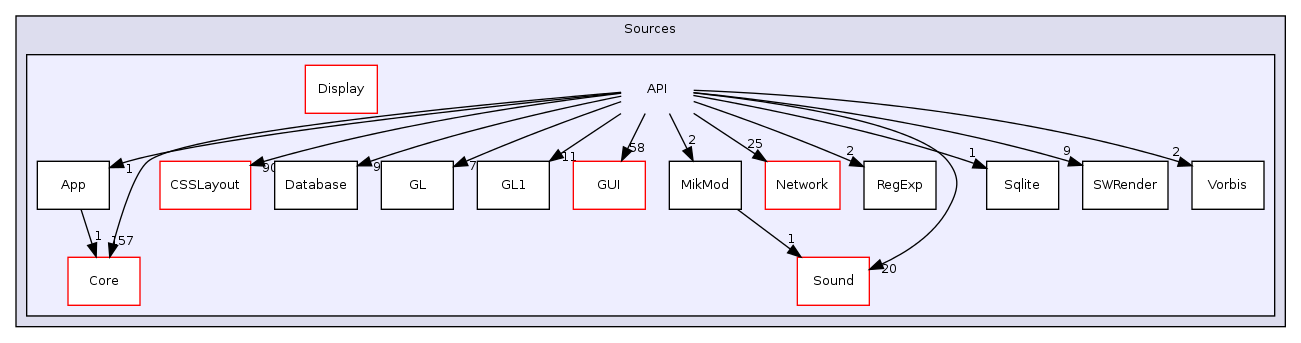 Sources
Display
API
1
90
9
7
11
58
2
25
2
1
9
2
App
CSSLayout
Database
GL
GL1
GUI
MikMod
Network
RegExp
Sqlite
SWRender
Vorbis
1
157
1
20
Core
Sound